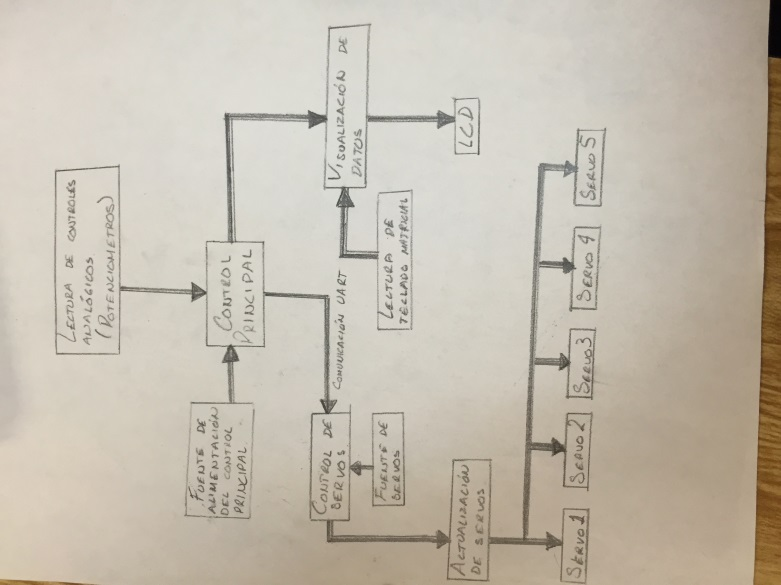 LECTURA DE CONTROLES
ANALÓGICOS
(POTENCIOMETROS)
FUENTE DE
ALIMENTACIÓN
DEL CONTROL
PRINCIPAL
CONTROL
PRINCIPAL
COMUNICACIÓN UART
CONTROL DE
SERVOS
FUENTE DE
SERVOS
VISUALIZACIÓN DE
DATOS
LECTURA DE
TECLADO MATRICIAL
LCD
ACTUALIZACIÓN
DE SERVOS
SERVO 1
SERVO 2
SERVO 3
SERVO 4
SERVO 5